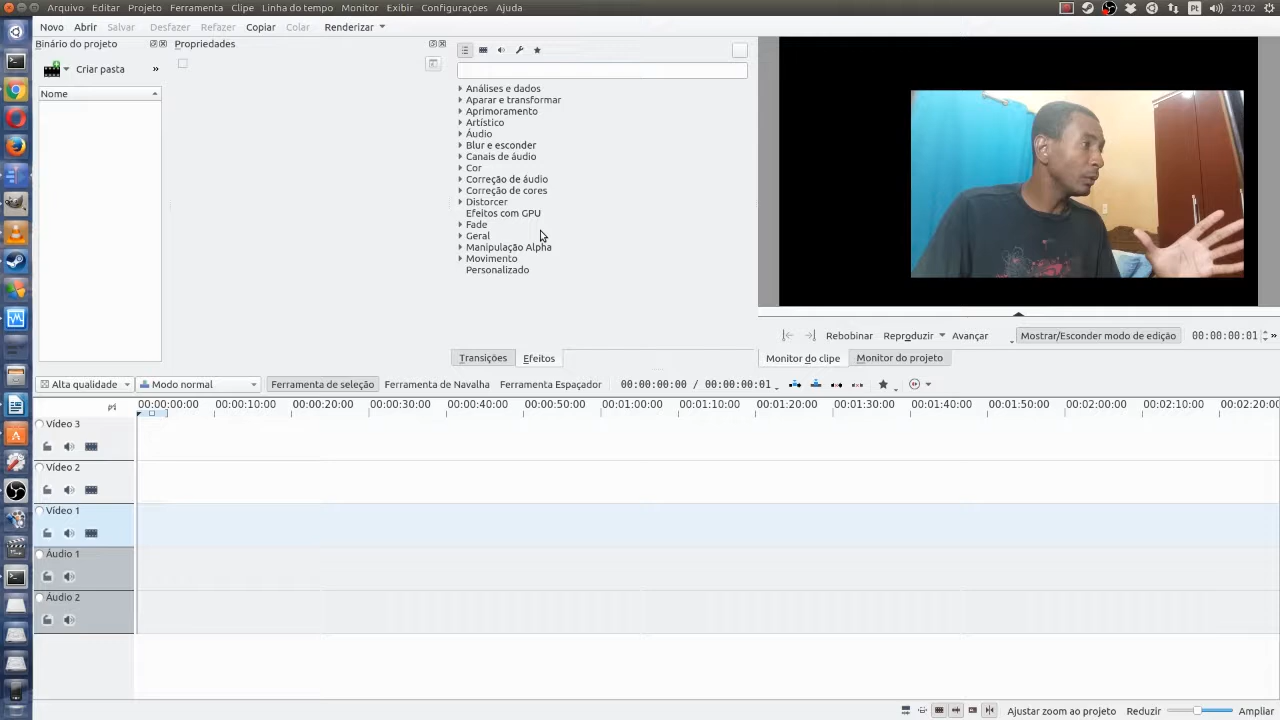 Arquivo Editar Projeto Ferramenta Clipe Linha do tempo Monitor Exibir Configurações Ajuda Pt 21:02
Novo Abrir Salvar Desfazer Refazer Copiar Colar Renderizar
Binário do projeto
Propriedades
Criar pasta »
Nome
Análises e dados
Aparar e transformar
Aprimoramento
Artístico
Áudio
Blur e esconder
Canais de áudio
Cor
Correção de áudio
Correção de cores
Distorcer
Efeitos com GPU
Fade
Geral
Manipulação Alpha
Movimento
Personalizado
Transições Efeitos
Rebobinar Reproduzir Avançar Mostrar/Esconder modo de edição 00:00:00:01 »
Monitor do clipe Monitor do projeto
Alta qualidade Modo normal Ferramenta de seleção Ferramenta de Navalha Ferramenta Espaçador 00:00:00:00 / 00:00:00:01
00:00:00:00 00:00:10:00 00:00:20:00 00:00:30:00 00:00:40:00 00:00:50:00 00:01:00:00 00:01:10:00 00:01:20:00 00:01:30:00 00:01:40:00 00:01:50:00 00:02:00:00 00:02:10:00 00:02:20:00
Vídeo 3
Vídeo 2
Vídeo 1
Áudio 1
Áudio 2
Ajustar zoom ao projeto Reduzir Ampliar